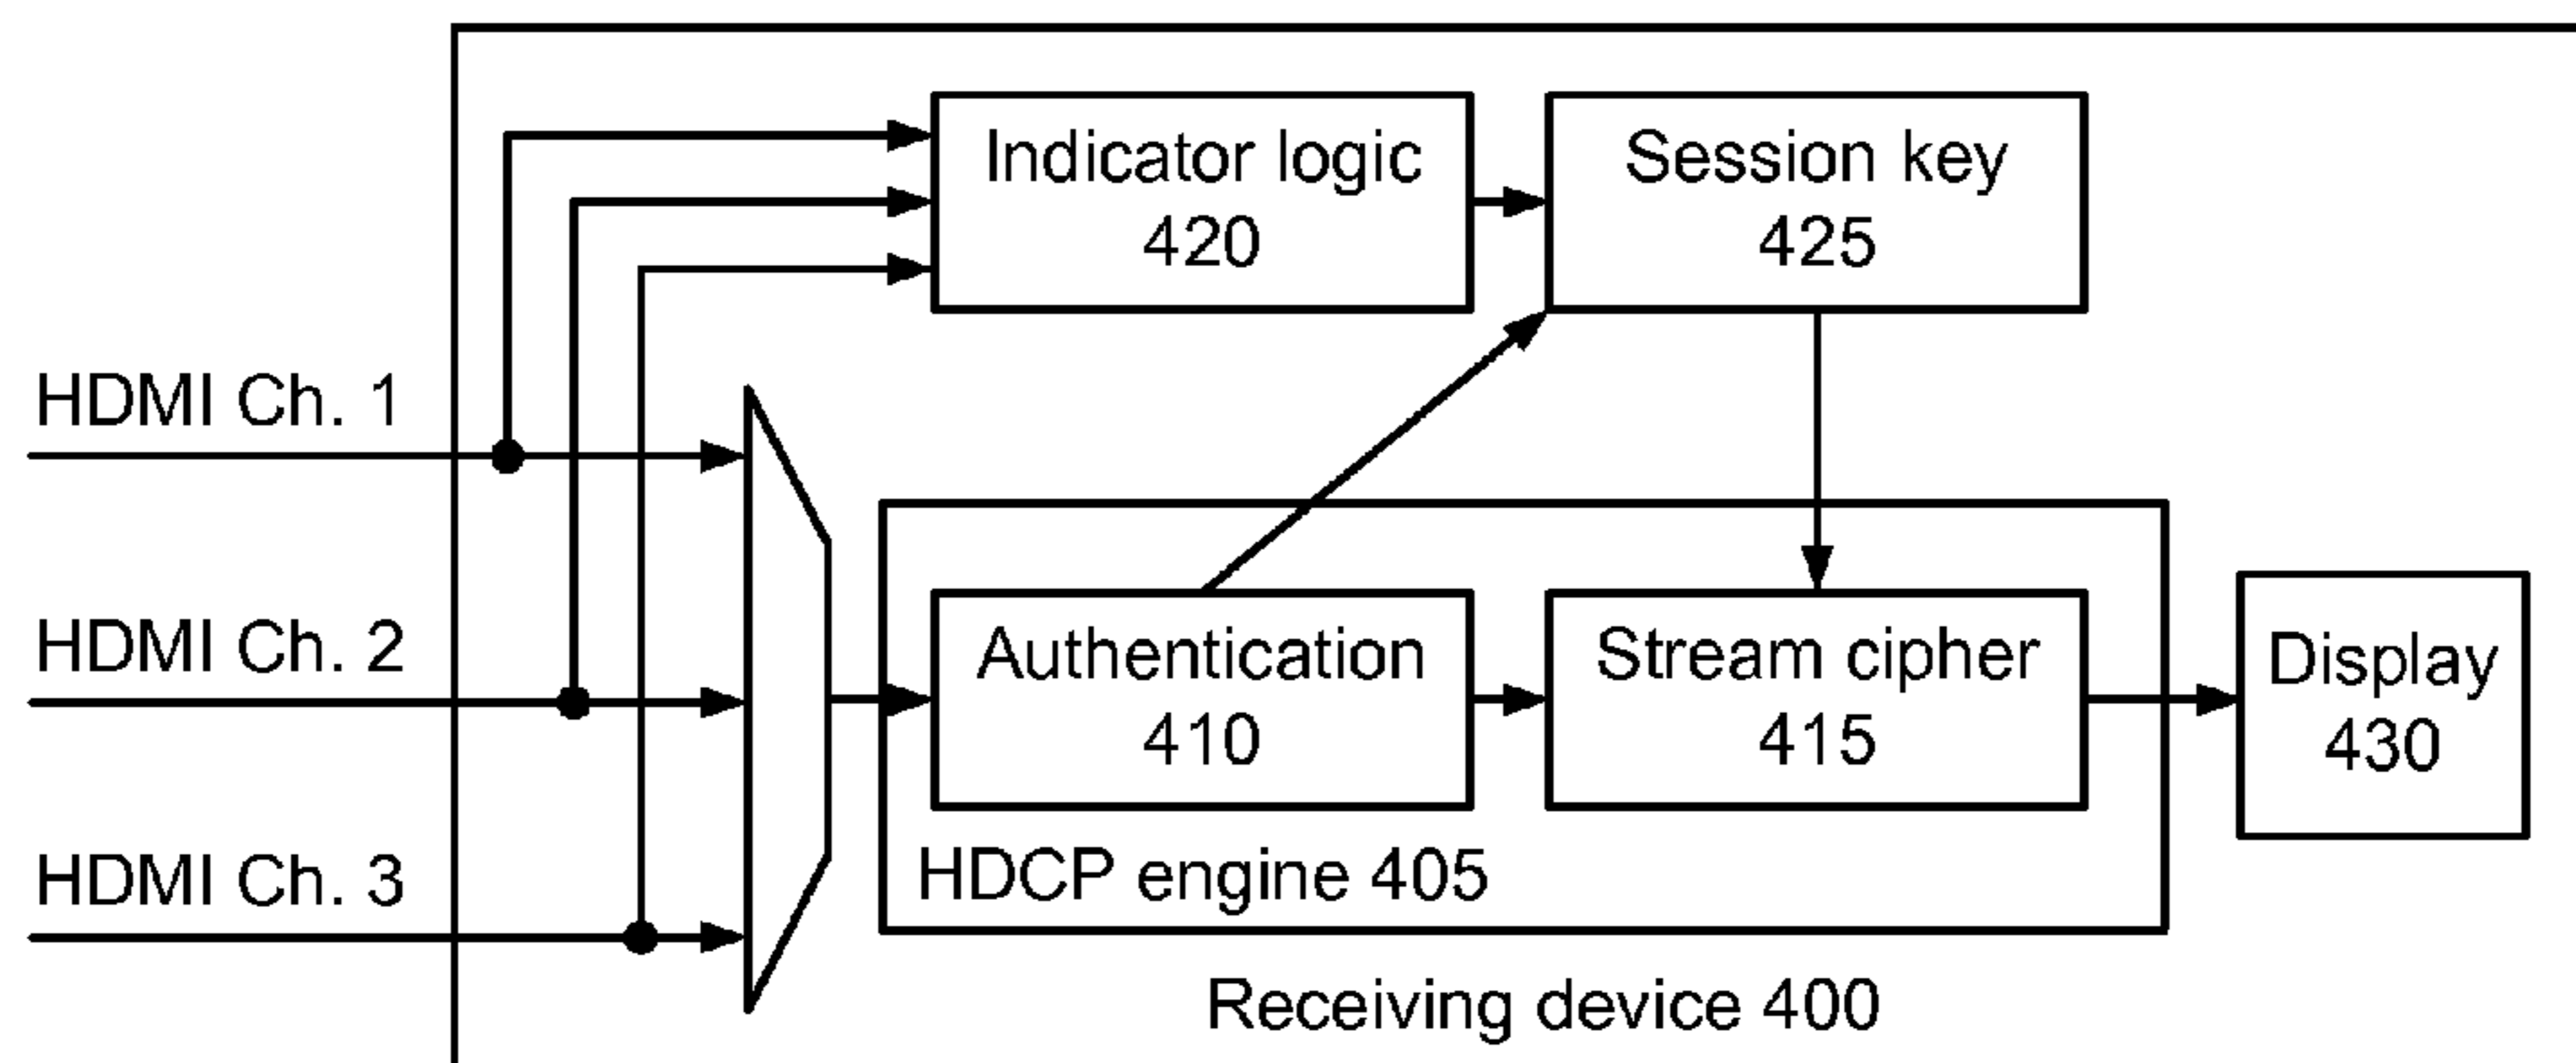 Indicator logic
420
Session key
425
HDMI Ch. 1
HDMI Ch. 2
HDMI Ch. 3
Authentication
410
Stream cipher
415
Display
430
HDCP engine 405
Receiving device 400